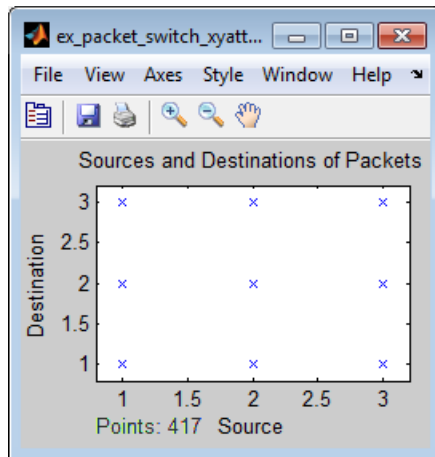 ex_packet_switch_xyatt...
File View Axes Style Window Help
Sources and Destinations of Packets
3
2.5
2
1.5
1
Destination
1 1.5 2 2.5 3
Points: 417 Source